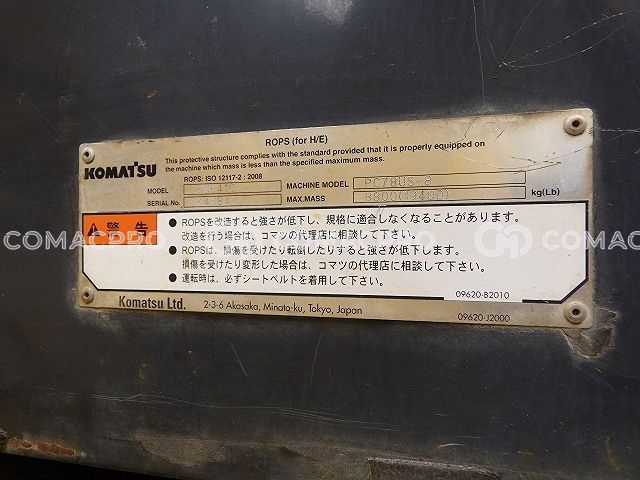 ROPS (for H/E)
KOMATSU
This protective structure complies with the standard provided that it is properly equipped on
the machine which mass is less than the specified maximum mass.
ROPS: ISO 12117-2 : 2008
MODEL MACHINE MODEL PC78US-8
SERIAL No. MAX.MASS kg(Lb)
警 告
● ROPSを改造すると強さが低下し、規格に適合しなくなることがあります。
改造を行う場合は、コマツの代理店に相談して下さい。
● ROPSは、損傷を受けたり転倒したりすると強さが低下します。
損傷を受けたり変形した場合は、コマツの代理店に相談して下さい。
● 運転時は、必ずシートベルトを着用して下さい。
09620-B2010
Komatsu Ltd. 2-3-6 Akasaka, Minato-ku, Tokyo, Japan
09620-J2000
COMACPRO
COMACPRO
COMACPRO